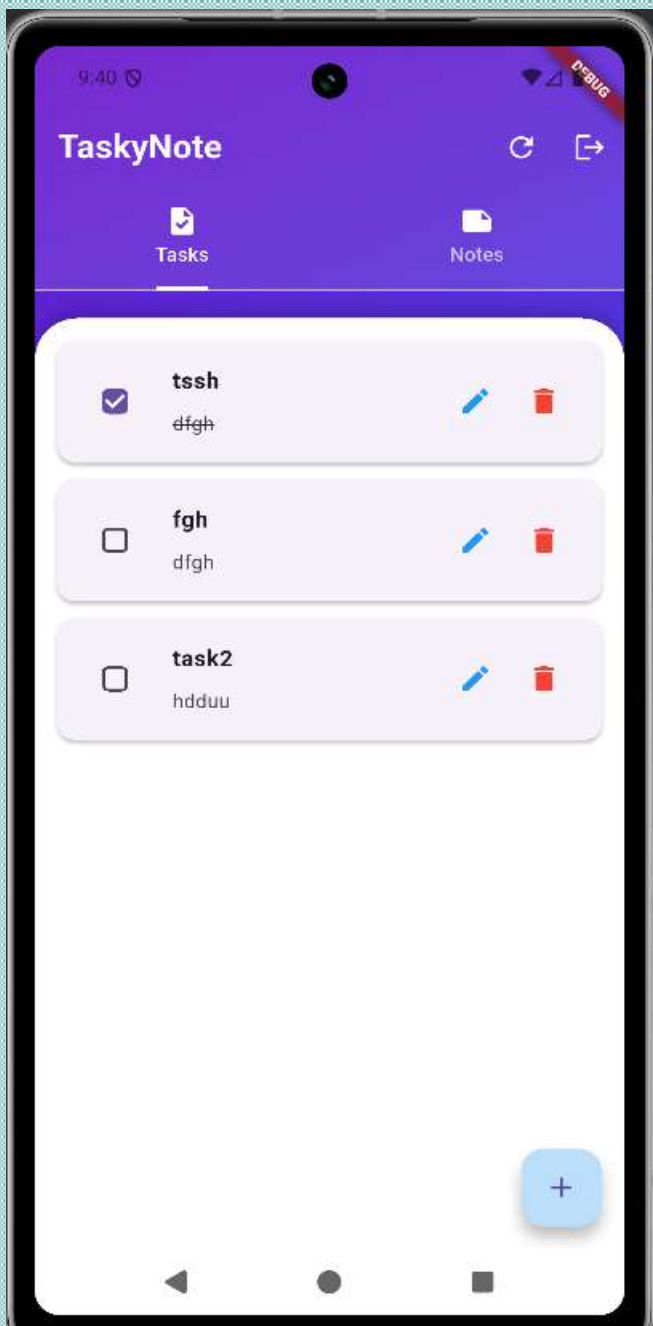 9:40
DEBUG
TaskyNote
Tasks
Notes
tssh
dfgh
fgh
dfgh
task2
hdduu